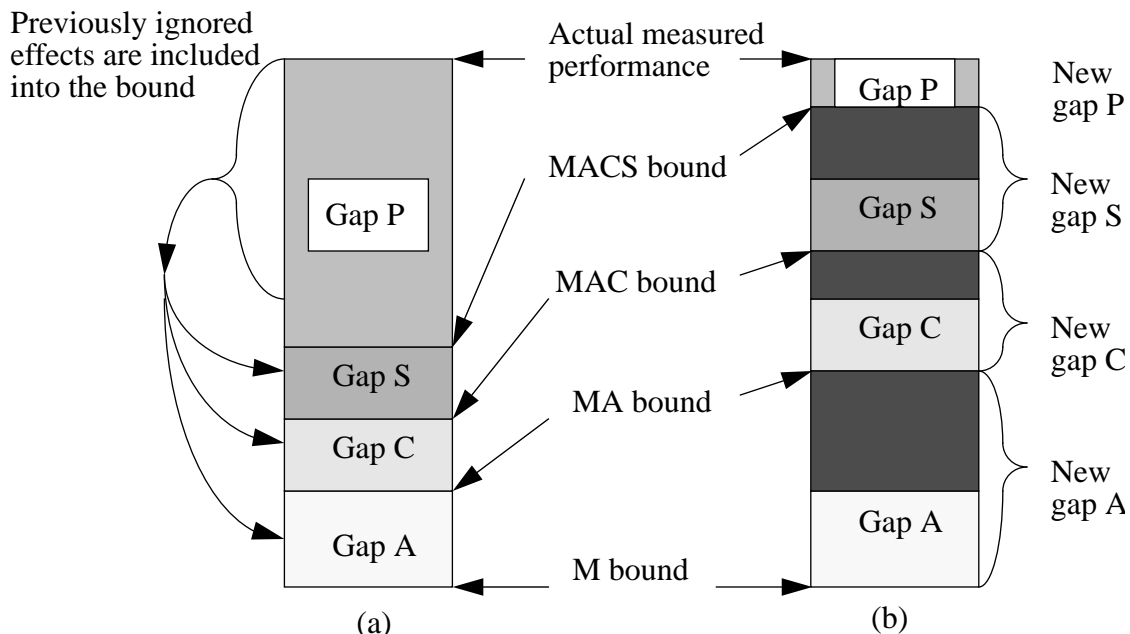 Previously ignored
effects are included
into the bound
Actual measured
performance
New
gap P
Gap P
MACS bound
Gap P
New
gap S
Gap S
MAC bound
Gap S
Gap C
New
gap C
MA bound
Gap C
New
gap A
Gap A
Gap A
M bound
(a)
(b)